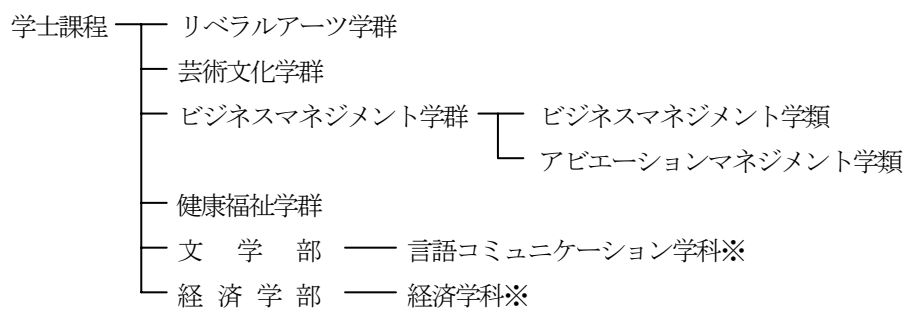 学士課程 リベラルアーツ学群
芸術文化学群
ビジネスマネジメント学群 ビジネスマネジメント学類
アビエーションマネジメント学類
健康福祉学群
文学部 言語コミュニケーション学科※
経済学部 経済学科※